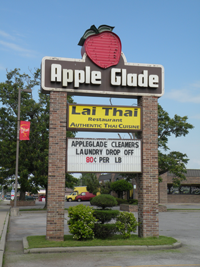 Apple Glade
Lai Thai
Restaurant
AUTHENTIC THAI CUISINE
APPLEGLADE CLEANERS
LAUNDRY DROP OFF
80¢ PER LB